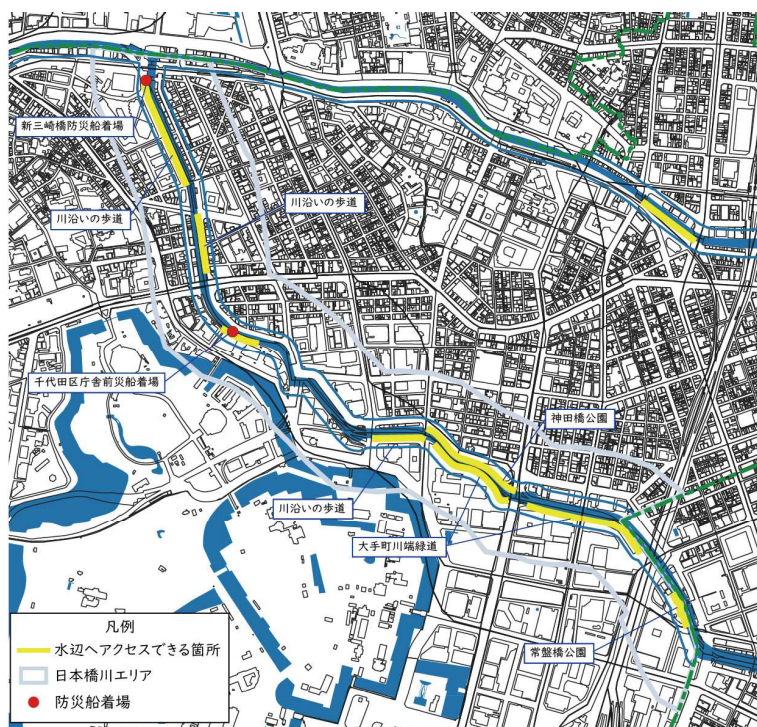 新三崎橋防災船着場
川沿いの歩道
川沿いの歩道
千代田区庁舎前災船着場
神田橋公園
川沿いの歩道
大手町川端緑道
常盤橋公園
凡例
水辺へアクセスできる箇所
日本橋川エリア
防災船着場